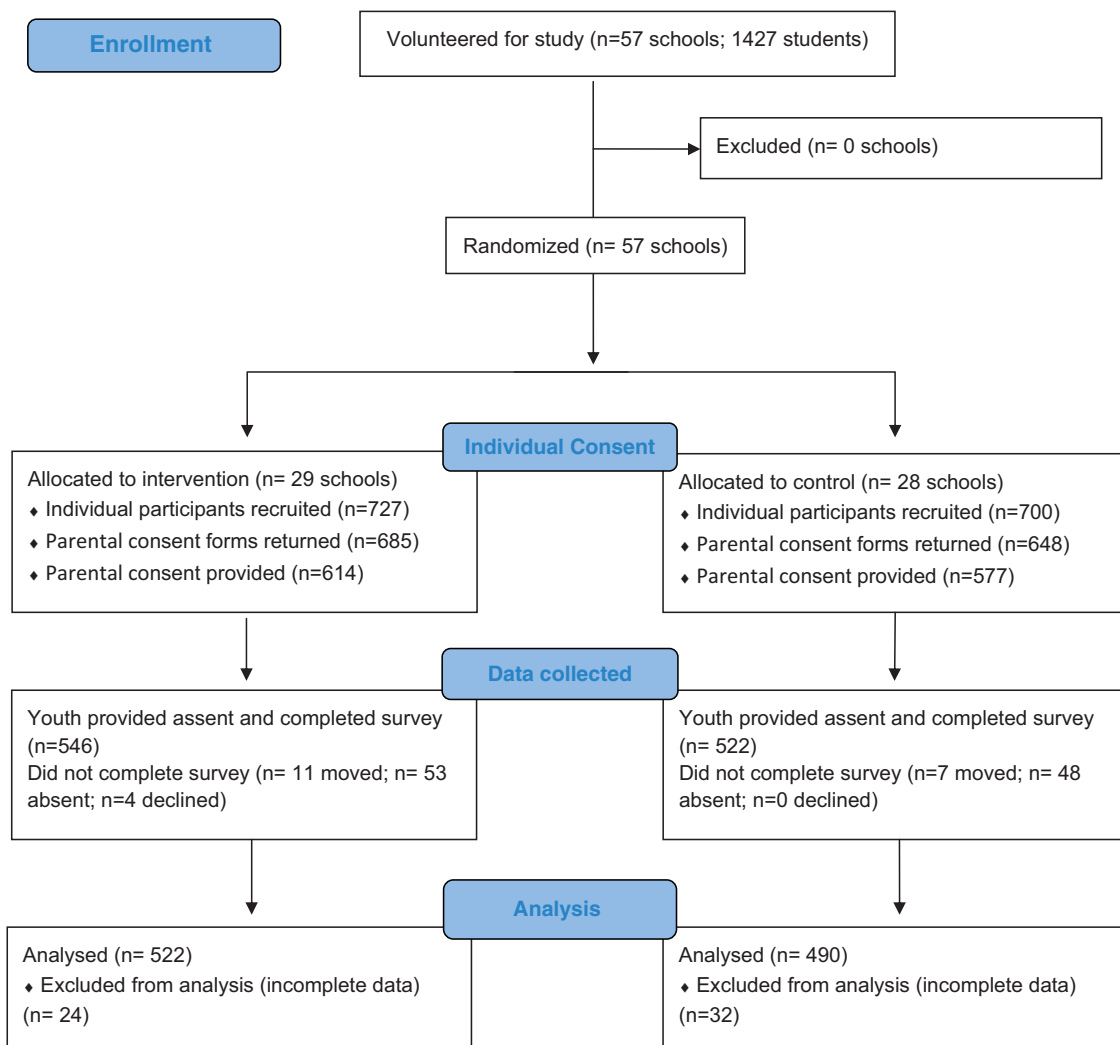 Enrollment
Volunteered for study (n=57 schools; 1427 students)
Excluded (n= 0 schools)
Randomized (n= 57 schools)
Individual Consent
Allocated to intervention (n= 29 schools)
♦ Individual participants recruited (n=727)
♦ Parental consent forms returned (n=685)
♦ Parental consent provided (n=614)
Allocated to control (n= 28 schools)
♦ Individual participants recruited (n=700)
♦ Parental consent forms returned (n=648)
♦ Parental consent provided (n=577)
Data collected
Youth provided assent and completed survey
(n=546)
Did not complete survey (n= 11 moved; n= 53
absent; n=4 declined)
Youth provided assent and completed survey
(n= 522)
Did not complete survey (n=7 moved; n= 48
absent; n=0 declined)
Analysis
Analysed (n= 522)
♦ Excluded from analysis (incomplete data)
(n= 24)
Analysed (n= 490)
♦ Excluded from analysis (incomplete data)
(n=32)